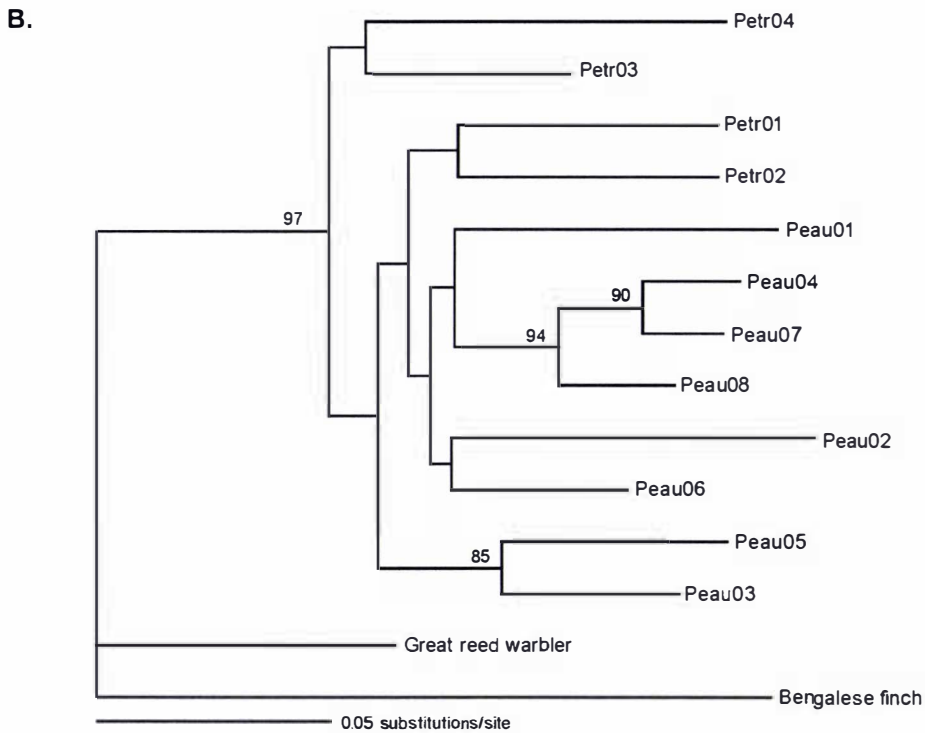 B.
Petr04
Petr03
Petr01
Petr02
97
Peau01
Peau04
90
Peau07
94
Peau08
Peau02
Peau06
Peau05
85
Peau03
Great reed warbler
Bengalese finch
0.05 substitutions/site